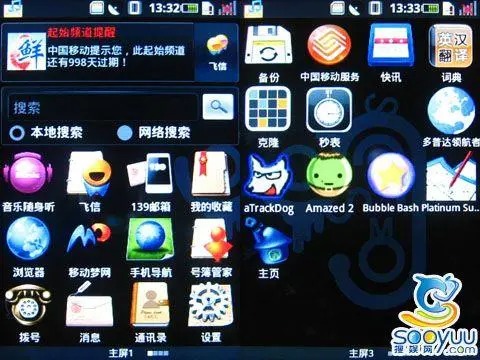 13:32
起始频道提醒
中国移动提示您，此起始频道
还有998天过期！
飞信
搜索
本地搜索 网络搜索
音乐随身听 飞信 139邮箱 我的收藏
浏览器 移动梦网 手机导航 号簿管家
拨号 消息 通讯录 设置
主屏1
13:33
英汉
翻译
备份 中国移动服务 快讯 词典
克隆 秒表 多普达领航者
aTrackDog Amazed 2 Bubble Bash Platinum Su...
主页
主屏
sooyuu
搜娱网